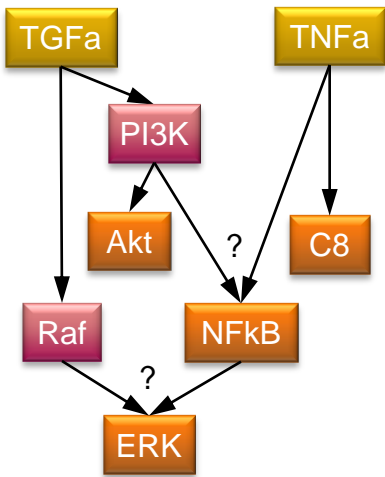 TGFa
TNFa
PI3K
Akt
?
C8
Raf
NFkB
?
ERK